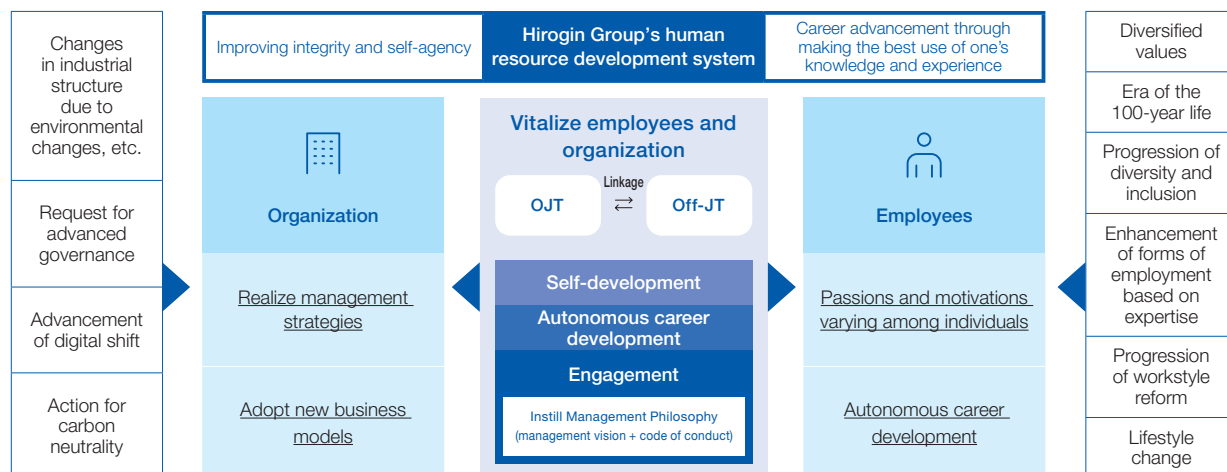 Changes
in industrial
structure
due to
environmental
changes, etc.
Request for
advanced
governance
Advancement
of digital shift
Action for
carbon
neutrality
Improving integrity and self-agency
Hirogin Group’s human
resource development system
Career advancement through
making the best use of one’s
knowledge and experience
Organization
Realize management
strategies
Adopt new business
models
Vitalize employees and
organization
OJT
Linkage
⇄
Off-JT
Self-development
Autonomous career
development
Engagement
Instill Management Philosophy
(management vision + code of conduct)
Employees
Passions and motivations
varying among individuals
Autonomous career
development
Diversified
values
Era of the
100-year life
Progression of
diversity and
inclusion
Enhancement
of forms of
employment
based on
expertise
Progression
of workstyle
reform
Lifestyle
change